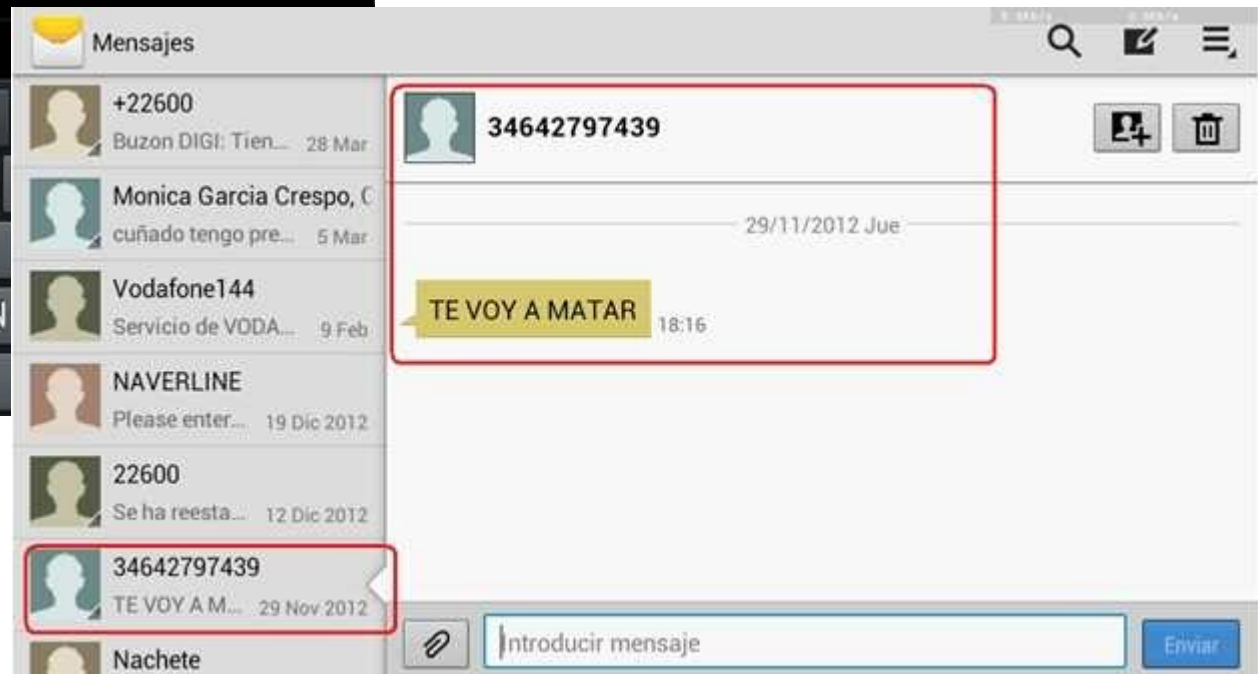 Mensajes
+22600
Buzon DIGI: Tien... 28 Mar
Monica Garcia Crespo, C
cuñado tengo pre... 5 Mar
Vodafone144
Servicio de VODA... 9 Feb
NAVERLINE
Please enter... 19 Dic 2012
22600
Se ha reesta... 12 Dic 2012
34642797439
TE VOY A M... 29 Nov 2012
Nachete
34642797439
29/11/2012 Jue
TE VOY A MATAR 18:16
Introducir mensaje
Enviar
N